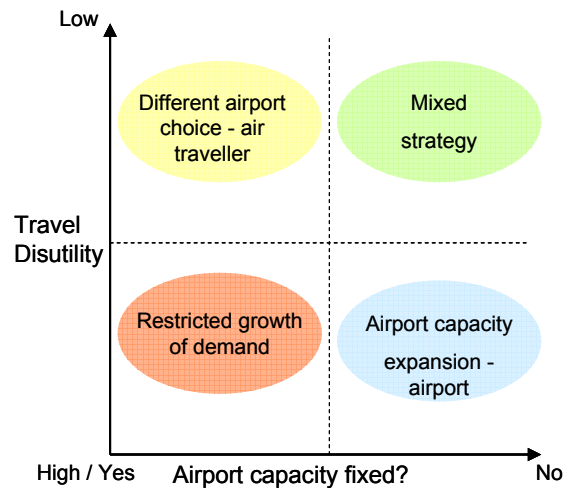 Low
Different airport
choice - air
traveller
Mixed
strategy
Travel
Disutility
Restricted growth
of demand
Airport capacity
expansion -
airport
High / Yes
Airport capacity fixed?
No